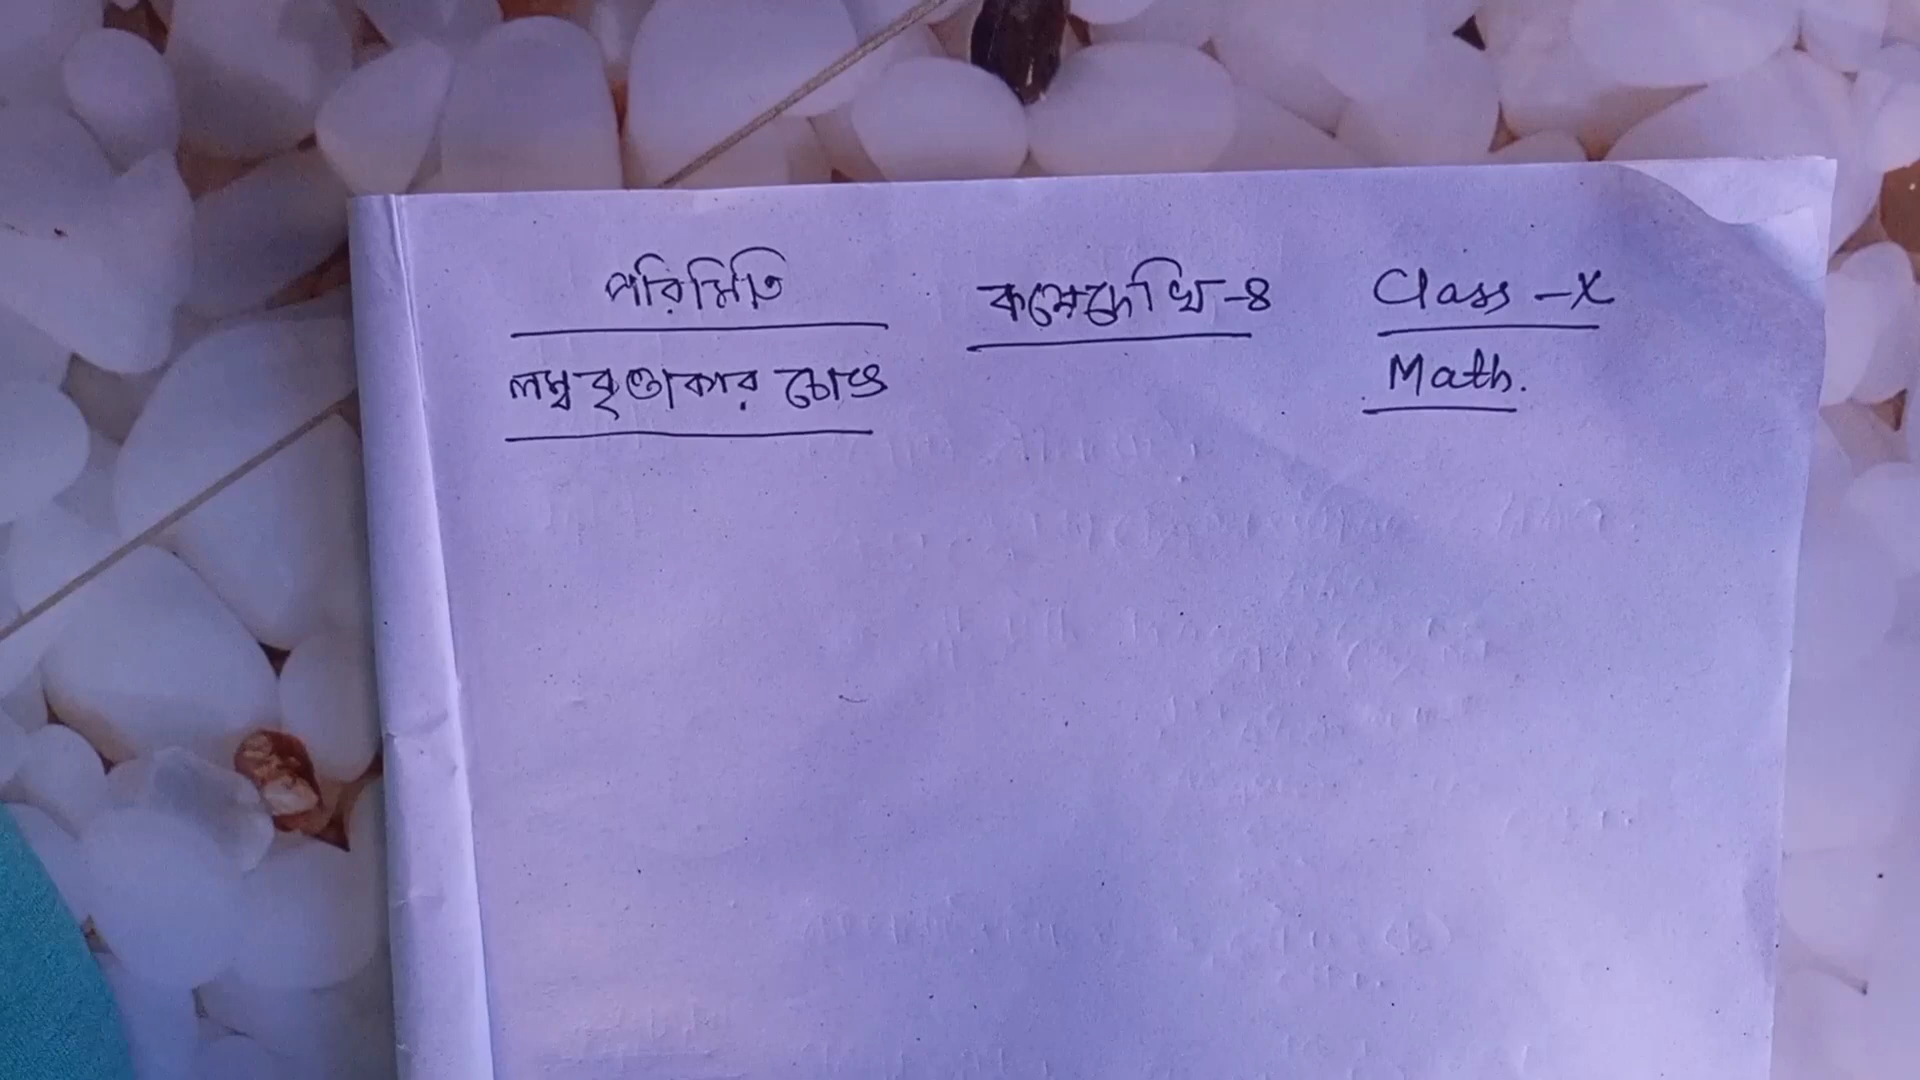 পরিমিতি কষেদেখি-৪ Class - X
লম্ব বৃত্তাকার চোঙ Math.